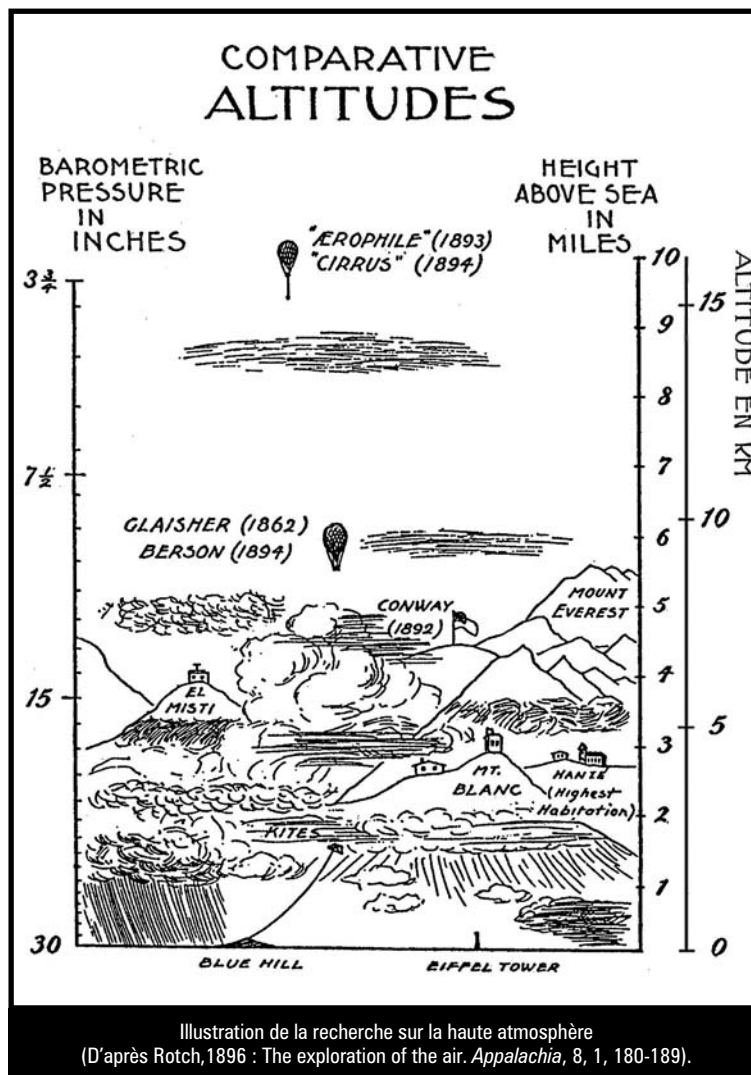 COMPARATIVE
ALTITUDES
BAROMETRIC
PRESSURE
IN
INCHES
HEIGHT
ABOVE SEA
IN
MILES
ALTITUDE EN KM
"ÆROPHILE" (1893)
"CIRRUS" (1894)
3 3/4
7 1/2
15
30
10
9
8
7
6
5
4
3
2
1
15
10
5
0
GLAISHER (1862)
BERSON (1894)
CONWAY
(1892)
MOUNT
EVEREST
EL
MISTI
MT.
BLANC
HANLE
(Highest
Habitation)
KITES
BLUE HILL
EIFFEL TOWER
Illustration de la recherche sur la haute atmosphère
(D'après Rotch,1896 : The exploration of the air. Appalachia, 8, 1, 180-189).